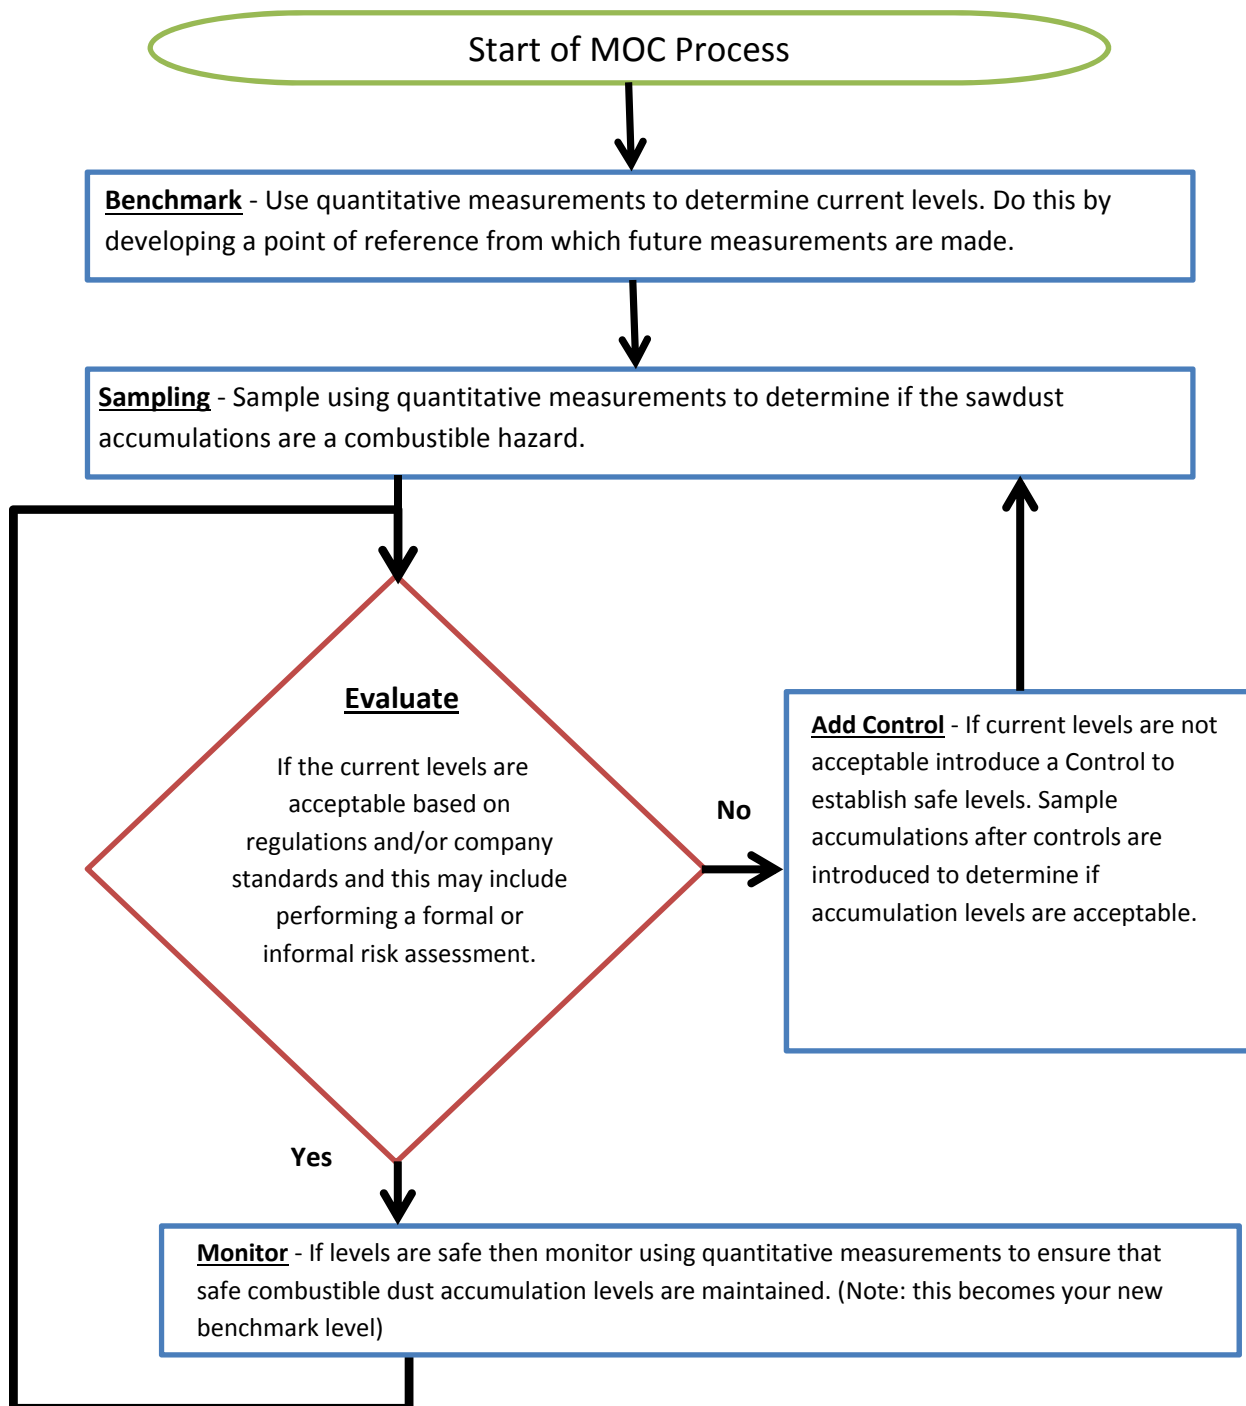 Start of MOC Process
Benchmark - Use quantitative measurements to determine current levels. Do this by
developing a point of reference from which future measurements are made.
Sampling - Sample using quantitative measurements to determine if the sawdust
accumulations are a combustible hazard.
Evaluate
If the current levels are
acceptable based on
regulations and/or company
standards and this may include
performing a formal or
informal risk assessment.
No
Add Control - If current levels are not
acceptable introduce a Control to
establish safe levels. Sample
accumulations after controls are
introduced to determine if
accumulation levels are acceptable.
Yes
Monitor - If levels are safe then monitor using quantitative measurements to ensure that
safe combustible dust accumulation levels are maintained. (Note: this becomes your new
benchmark level)